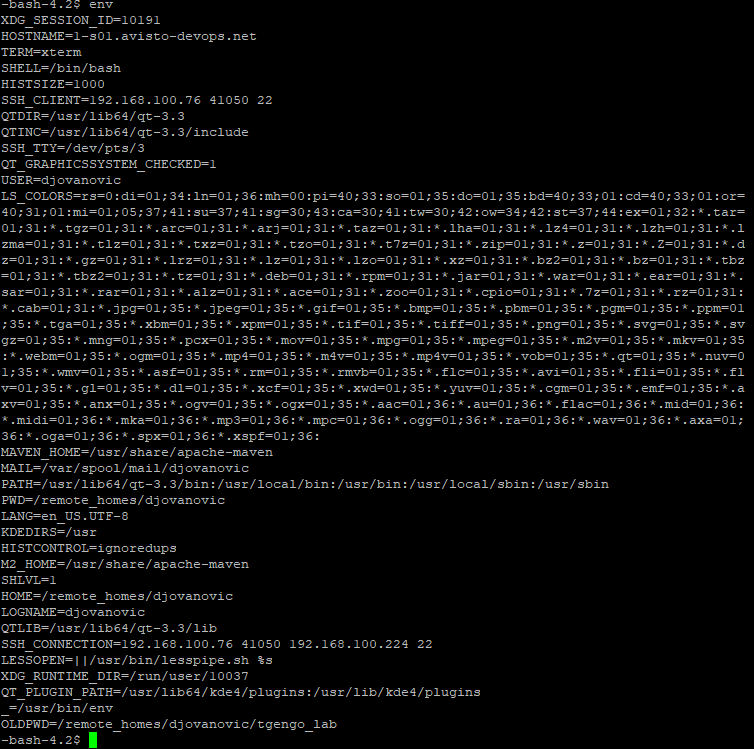 -bash-4.2$ env
XDG_SESSION_ID=10191
HOSTNAME=1-s01.avisto-devops.net
TERM=xterm
SHELL=/bin/bash
HISTSIZE=1000
SSH_CLIENT=192.168.100.76 41050 22
QTDIR=/usr/lib64/qt-3.3
QTINC=/usr/lib64/qt-3.3/include
SSH_TTY=/dev/pts/3
QT_GRAPHICSSYSTEM_CHECKED=1
USER=djovanovic
LS_COLORS=rs=0:di=01;34:ln=01;36:mh=00:pi=40;33:so=01;35:do=01;35:bd=40;33;01:cd=40;33;01:or=
40;31;01:mi=01;05;37;41:su=37;41:sg=30;43:ca=30;41:tw=30;42:ow=34;42:st=37;44:ex=01;32:*.tar=
01;31:*.tgz=01;31:*.arc=01;31:*.arj=01;31:*.taz=01;31:*.lha=01;31:*.lz4=01;31:*.lzh=01;31:*.l
zma=01;31:*.tlz=01;31:*.txz=01;31:*.tzo=01;31:*.t7z=01;31:*.zip=01;31:*.z=01;31:*.Z=01;31:*.d
z=01;31:*.gz=01;31:*.lrz=01;31:*.lz=01;31:*.lzo=01;31:*.xz=01;31:*.bz2=01;31:*.bz=01;31:*.tbz
=01;31:*.tbz2=01;31:*.tz=01;31:*.deb=01;31:*.rpm=01;31:*.jar=01;31:*.war=01;31:*.ear=01;31:*.
sar=01;31:*.rar=01;31:*.alz=01;31:*.ace=01;31:*.zoo=01;31:*.cpio=01;31:*.7z=01;31:*.rz=01;31:
*.cab=01;31:*.jpg=01;35:*.jpeg=01;35:*.gif=01;35:*.bmp=01;35:*.pbm=01;35:*.pgm=01;35:*.ppm=01
;35:*.tga=01;35:*.xbm=01;35:*.xpm=01;35:*.tif=01;35:*.tiff=01;35:*.png=01;35:*.svg=01;35:*.sv
gz=01;35:*.mng=01;35:*.pcx=01;35:*.mov=01;35:*.mpg=01;35:*.mpeg=01;35:*.m2v=01;35:*.mkv=01;35
:*.webm=01;35:*.ogm=01;35:*.mp4=01;35:*.m4v=01;35:*.mp4v=01;35:*.vob=01;35:*.qt=01;35:*.nuv=0
1;35:*.wmv=01;35:*.asf=01;35:*.rm=01;35:*.rmvb=01;35:*.flc=01;35:*.avi=01;35:*.fli=01;35:*.fl
v=01;35:*.gl=01;35:*.dl=01;35:*.xcf=01;35:*.xwd=01;35:*.yuv=01;35:*.cgm=01;35:*.emf=01;35:*.a
xv=01;35:*.anx=01;35:*.ogv=01;35:*.ogx=01;35:*.aac=01;36:*.au=01;36:*.flac=01;36:*.mid=01;36:
*.midi=01;36:*.mka=01;36:*.mp3=01;36:*.mpc=01;36:*.ogg=01;36:*.ra=01;36:*.wav=01;36:*.axa=01;
36:*.oga=01;36:*.spx=01;36:*.xspf=01;36:
MAVEN_HOME=/usr/share/apache-maven
MAIL=/var/spool/mail/djovanovic
PATH=/usr/lib64/qt-3.3/bin:/usr/local/bin:/usr/bin:/usr/local/sbin:/usr/sbin
PWD=/remote_homes/djovanovic
LANG=en_US.UTF-8
KDEDIRS=/usr
HISTCONTROL=ignoredups
M2_HOME=/usr/share/apache-maven
SHLVL=1
HOME=/remote_homes/djovanovic
LOGNAME=djovanovic
QTLIB=/usr/lib64/qt-3.3/lib
SSH_CONNECTION=192.168.100.76 41050 192.168.100.224 22
LESSOPEN=||/usr/bin/lesspipe.sh %s
XDG_RUNTIME_DIR=/run/user/10037
QT_PLUGIN_PATH=/usr/lib64/kde4/plugins:/usr/lib/kde4/plugins
_=/usr/bin/env
OLDPWD=/remote_homes/djovanovic/tgengo_lab
-bash-4.2$